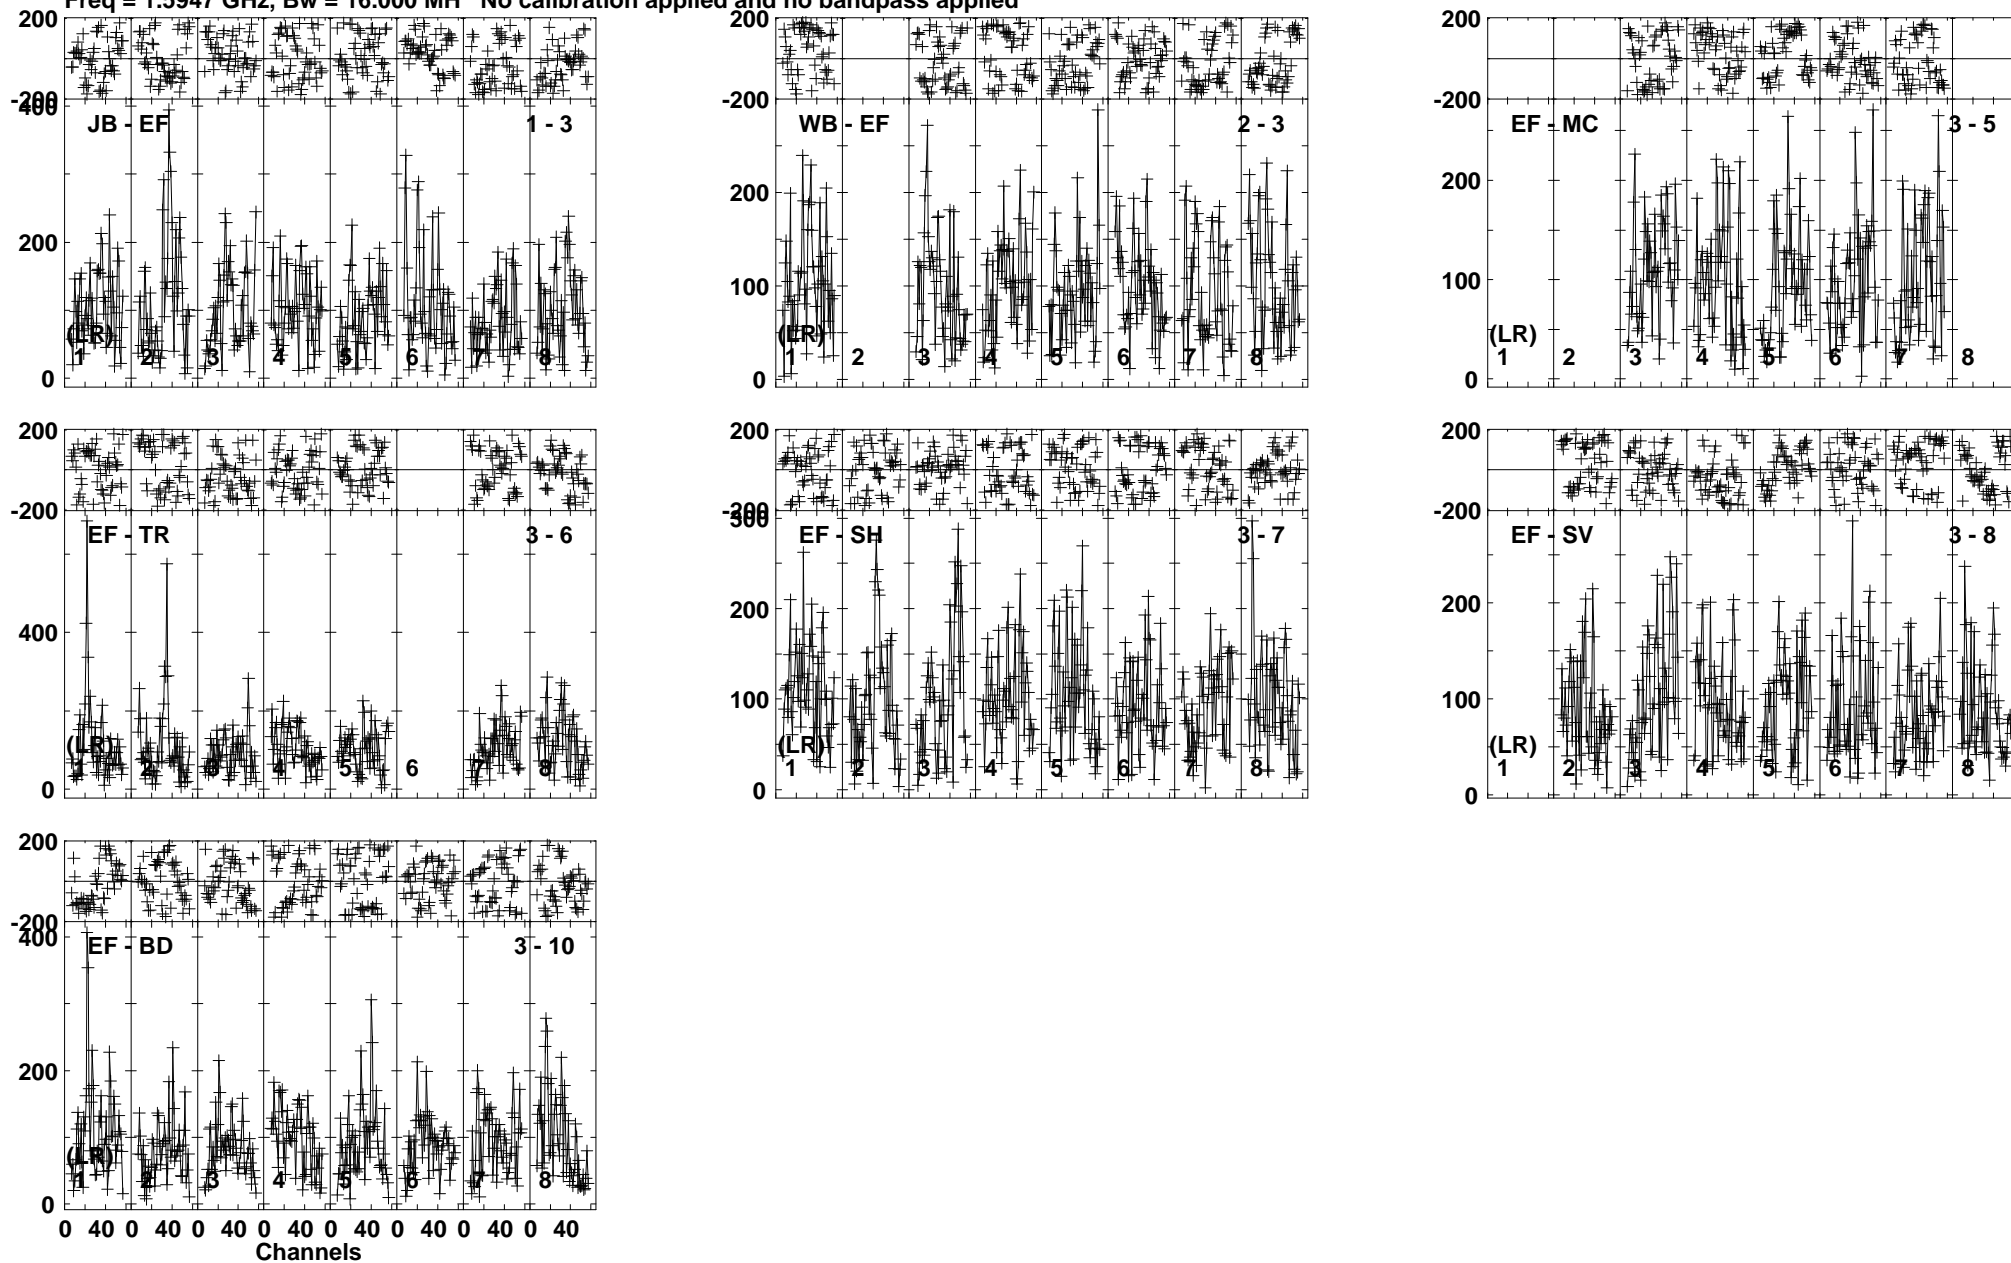 Freq = 1.5947 GHz, Bw = 16.000 MH No calibration applied and no bandpass applied
200
-200
400
200
0
JB - EF
1 - 3
(LR)
1 2 3 4 5 6 7 8
200
-200
200
100
0
WB - EF
2 - 3
(LR)
1 2 3 4 5 6 7 8
200
-200
200
100
0
EF - MC
3 - 5
(LR)
1 2 3 4 5 6 7 8
200
-200
400
0
EF - TR
3 - 6
(LR)
1 2 3 4 5 6 7 8
200
-200
300
200
100
0
EF - SH
3 - 7
(LR)
1 2 3 4 5 6 7 8
200
-200
200
100
0
EF - SV
3 - 8
(LR)
1 2 3 4 5 6 7 8
200
-200
400
200
0
EF - BD
3 - 10
(LR)
1 2 3 4 5 6 7 8
0 40 0 40 0 40 0 40 0 40 0 40 0 40 0 40
Channels